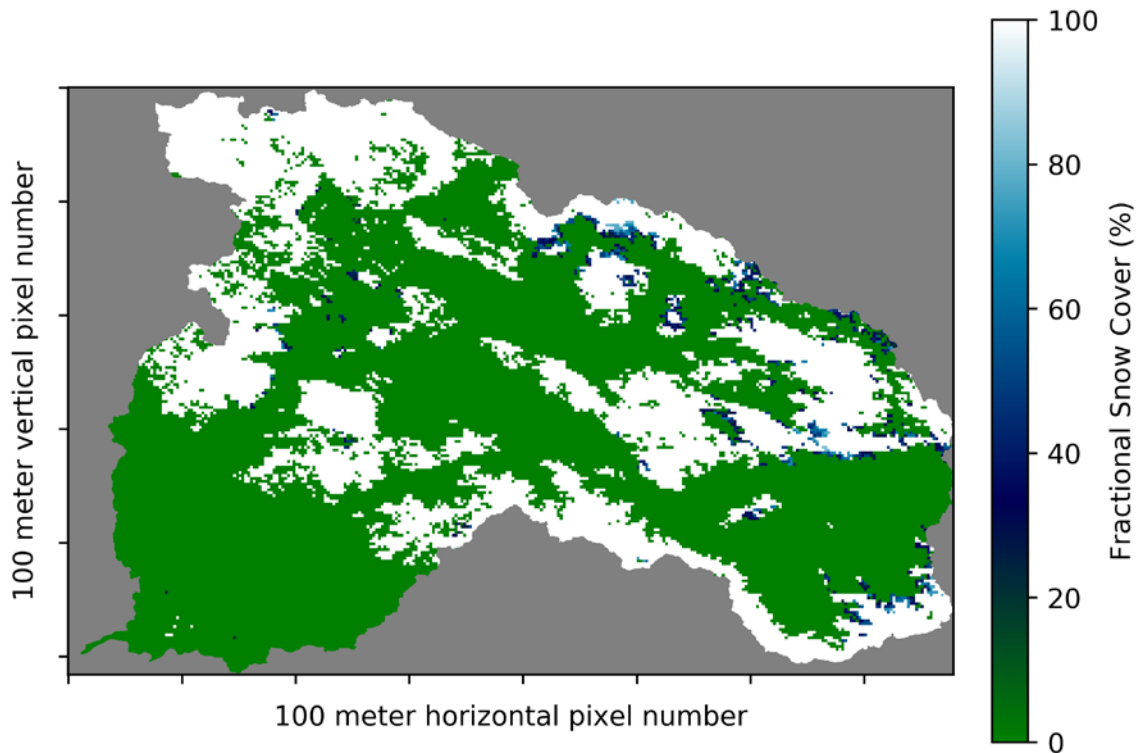 100
80
60
40
20
0
Fractional Snow Cover (%)
100 meter vertical pixel number
100 meter horizontal pixel number